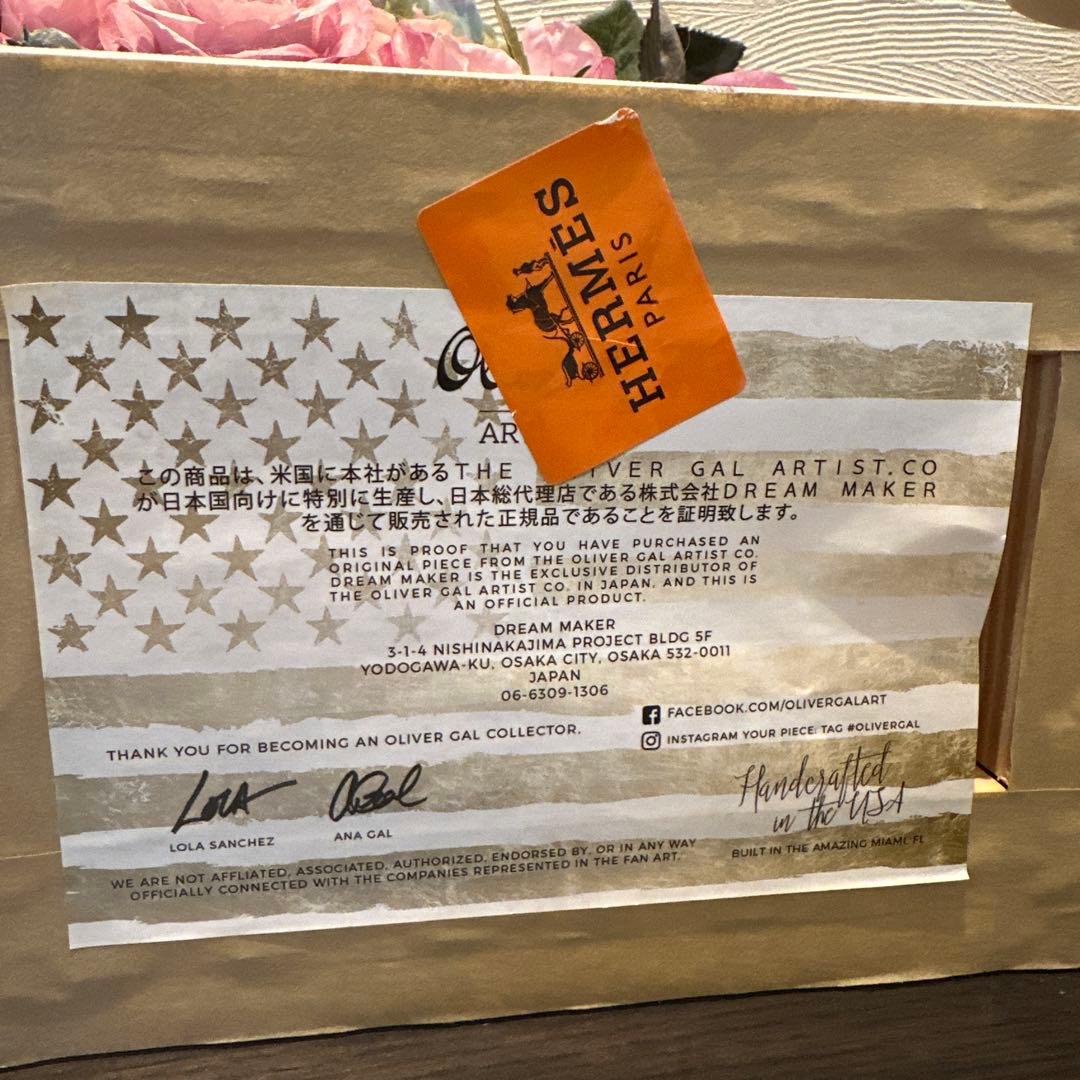 HERMÈS
PARIS
この商品は、米国に本社があるTHE OLIVER GAL ARTIST.CO
が日本国向けに特別に生産し、日本総代理店である株式会社DREAM MAKER
を通じて販売された正規品であることを証明致します。
THIS IS PROOF THAT YOU HAVE PURCHASED AN
ORIGINAL PIECE FROM THE OLIVER GAL ARTIST CO.
DREAM MAKER IS THE EXCLUSIVE DISTRIBUTOR OF
THE OLIVER GAL ARTIST CO. IN JAPAN. AND THIS IS
AN OFFICIAL PRODUCT.
DREAM MAKER
3-1-4 NISHINAKAJIMA PROJECT BLDG 5F
YODOGAWA-KU, OSAKA CITY, OSAKA 532-0011
JAPAN
06-6309-1306
FACEBOOK.COM/OLIVERGALART
INSTAGRAM YOUR PIECE: TAG #OLIVERGAL
THANK YOU FOR BECOMING AN OLIVER GAL COLLECTOR.
LOLA
LOLA SANCHEZ
ANA GAL
Handcrafted
in the USA
BUILT IN THE AMAZING MIAMI, FL
WE ARE NOT AFFLIATED, ASSOCIATED, AUTHORIZED, ENDORSED BY, OR IN ANY WAY
OFFICIALLY CONNECTED WITH THE COMPANIES REPRESENTED IN THE FAN ART.